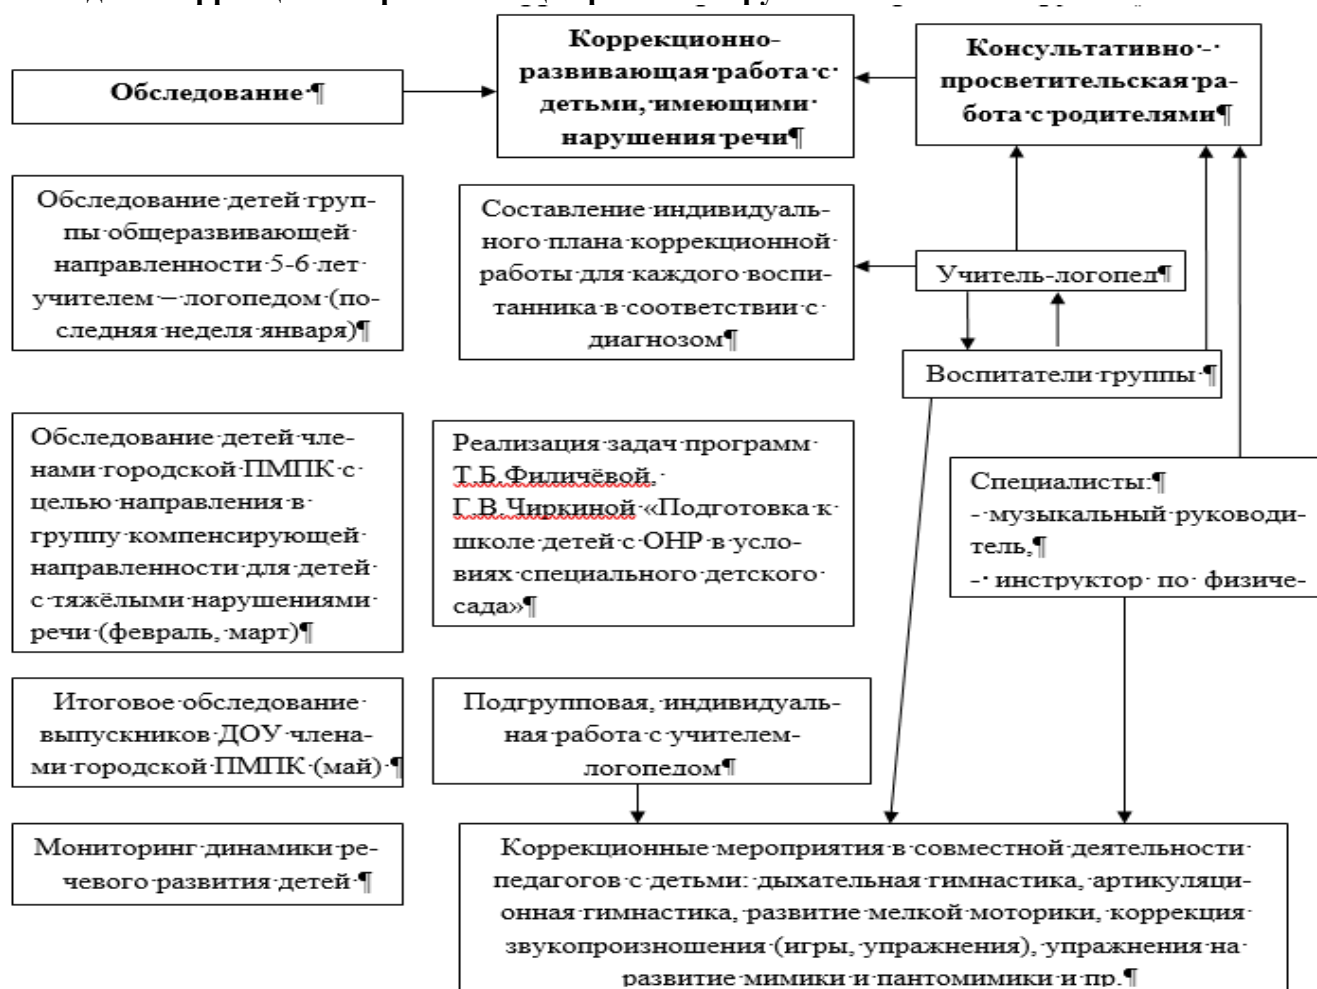 Обследование ¶
Коррекционно-
развивающая работа с
детьми, имеющими
нарушения речи¶
Консультативно -
просветительская ра-
бота с родителями¶
Обследование детей груп-
пы общеразвивающей
направленности 5-6 лет
учителем – логопедом (по-
следняя неделя января)¶
Составление индивидуаль-
ного плана коррекционной
работы для каждого воспи-
танника в соответствии с
диагнозом¶
Учитель-логопед¶
Воспитатели группы ¶
Обследование детей чле-
нами городской ПМПК с
целью направления в
группу компенсирующей
направленности для детей
с тяжёлыми нарушениями
речи (февраль, март)¶
Реализация задач программ
Т.Б.Филичёвой,
Г.В.Чиркиной «Подготовка к
школе детей с ОНР в усло-
виях специального детского
сада»¶
Специалисты:¶
- музыкальный руководи-
тель,¶
- инструктор по физиче-
Итоговое обследование
выпускников ДОУ члена-
ми городской ПМПК (май) ¶
Подгрупповая, индивидуаль-
ная работа с учителем-
логопедом¶
Мониторинг динамики ре-
чевого развития детей ¶
Коррекционные мероприятия в совместной деятельности
педагогов с детьми: дыхательная гимнастика, артикуляци-
онная гимнастика, развитие мелкой моторики, коррекция
звукопроизношения (игры, упражнения), упражнения на
развитие мимики и пантомимики и пр.¶